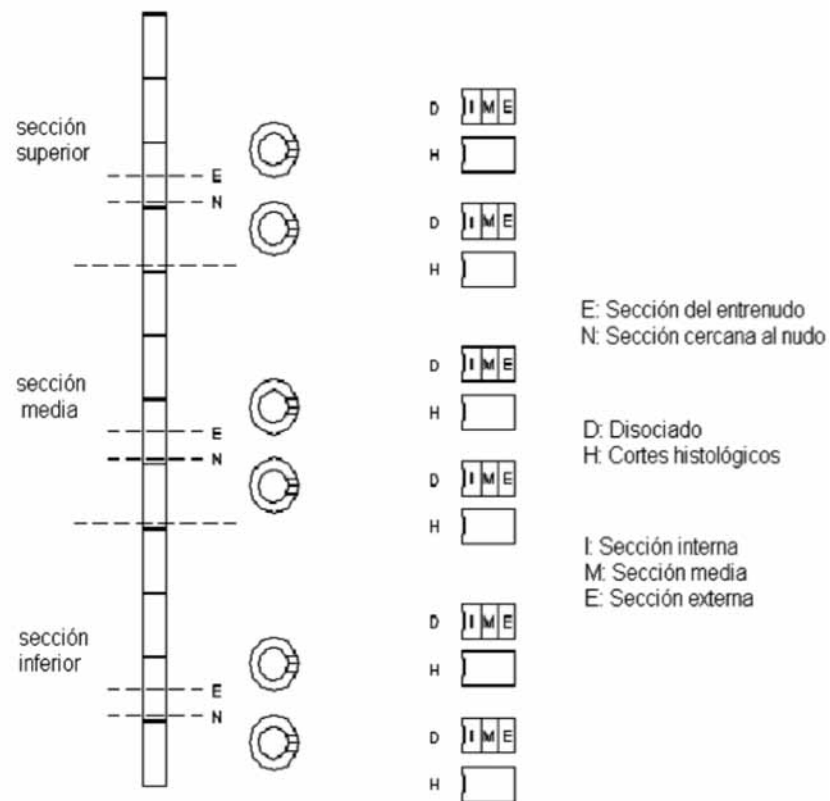 sección
superior
E
N
D I M E
H
D I M E
H
E: Sección del entrenudo
N: Sección cercana al nudo
sección
media
E
N
D I M E
H
D I M E
H
D: Disociado
H: Cortes histológicos
I: Sección interna
M: Sección media
E: Sección externa
sección
inferior
E
N
D I M E
H
D I M E
H